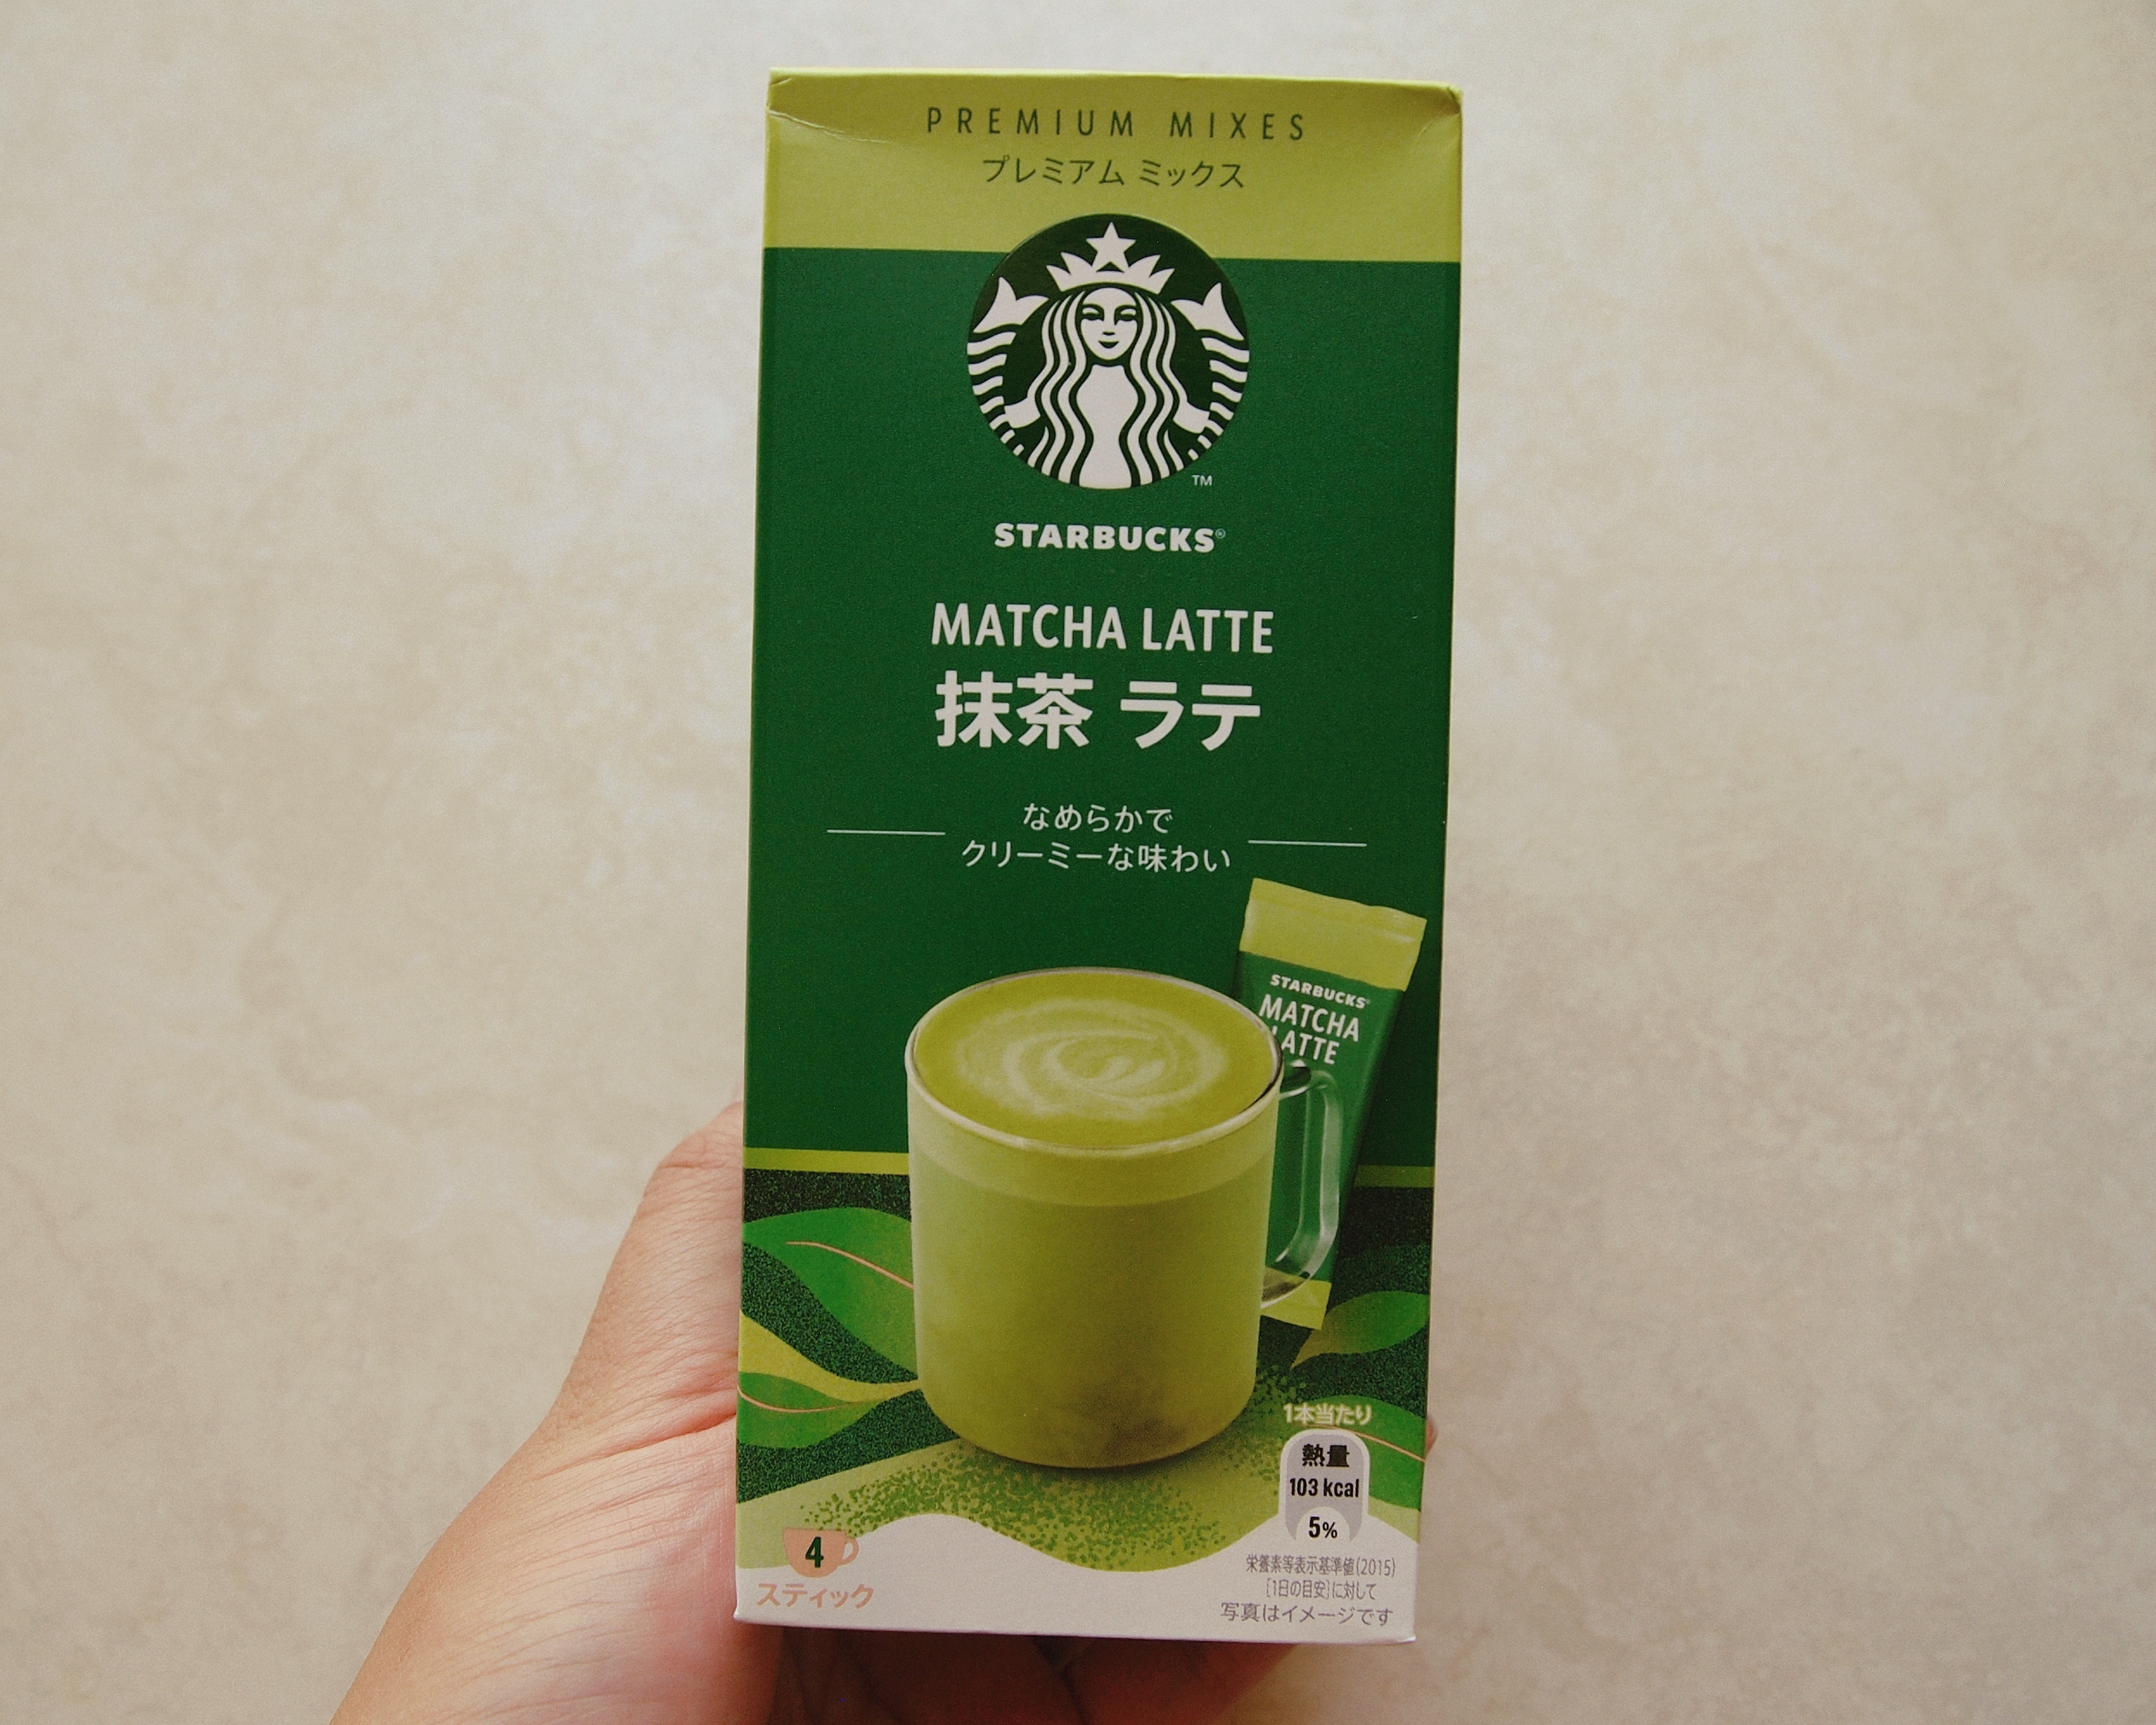 PREMIUM MIXES
プレミアム ミックス
TM
STARBUCKS®
MATCHA LATTE
抹茶 ラテ
なめらかで
クリーミーな味わい
STARBUCKS®
MATCHA
LATTE
1本当たり
熱量
103 kcal
5%
4
スティック
栄養素等表示基準値(2015)
[1日の目安]に対して
写真はイメージです